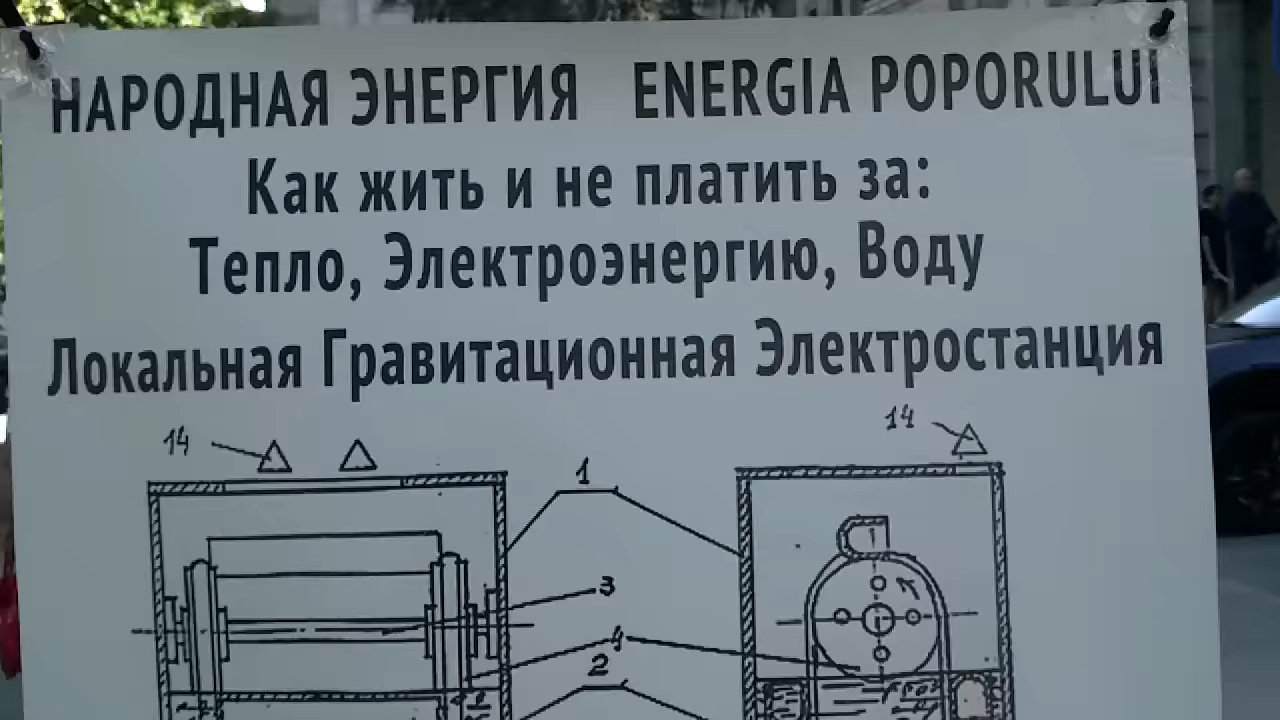 НАРОДНАЯ ЭНЕРГИЯ ENERGIA POPORULUI
Как жить и не платить за:
Тепло, Электроэнергию, Воду
Локальная Гравитационная Электростанция
14
14
1
3
4
2